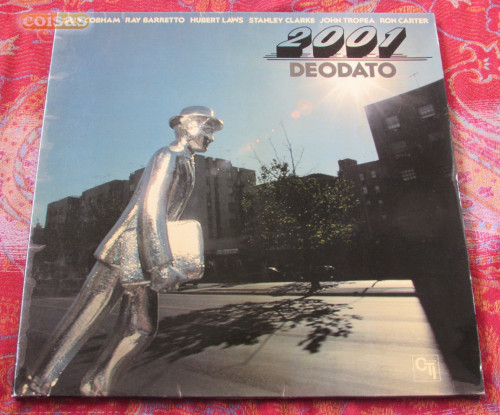 coisas
COBHAM RAY BARRETTO HUBERT LAWS STANLEY CLARKE JOHN TROPEA RON CARTER
2001
DEODATO
CTI